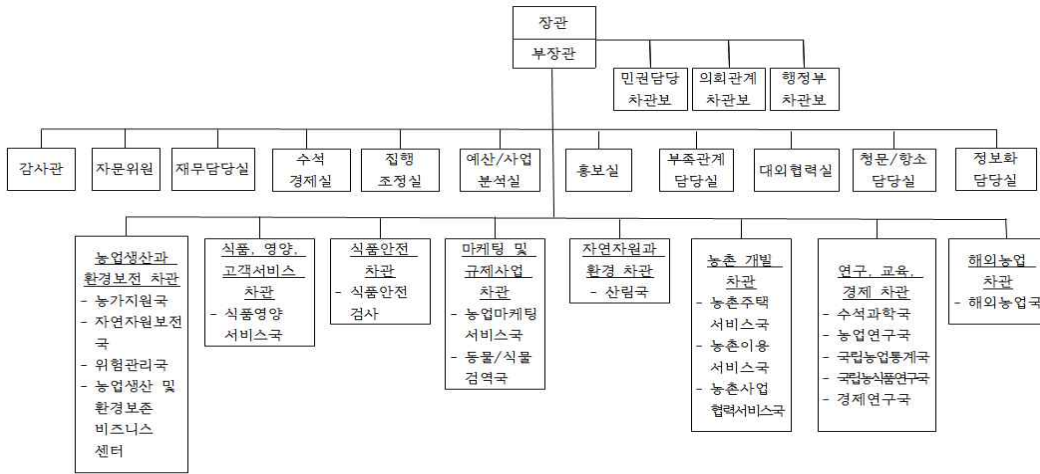 장관
부장관
민권담당
차관보
의회관계
차관보
행정부
차관보
감사관
자문위원
재무담당실
수석
경제실
집행
조정실
예산/사업
분석실
홍보실
부족관계
담당실
대외협력실
청문/항소
담당실
정보화
담당실
농업생산과
환경보전 차관
- 농가지원국
- 자연자원보전
국
- 위험관리국
- 농업생산 및
환경보존
비즈니스
센터
식품, 영양,
고객서비스
차관
- 식품영양
서비스국
식품안전
차관
- 식품안전
검사
마케팅 및
규제사업
차관
- 농업마케팅
서비스국
- 동물/식물
검역국
자연자원과
환경 차관
- 산림국
농촌 개발
차관
- 농촌주택
서비스국
- 농촌이용
서비스국
- 농촌사업
협력서비스국
연구, 교육,
경제 차관
- 수석과학국
- 농업연구국
- 국립농업통계국
- 국립농식품연구국
- 경제연구국
해외농업
차관
- 해외농업국